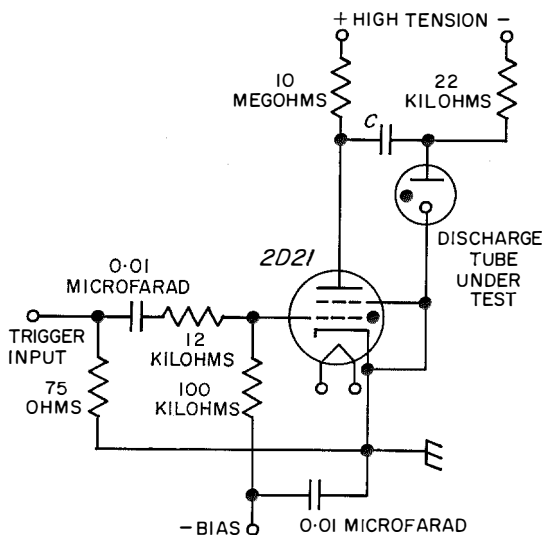 + HIGH TENSION -
10
MEGOHMS
22
KILOHMS
C
DISCHARGE
TUBE
UNDER
TEST
2D21
0·01
MICROFARAD
TRIGGER
INPUT
12
KILOHMS
75
OHMS
100
KILOHMS
-BIAS
0·01 MICROFARAD